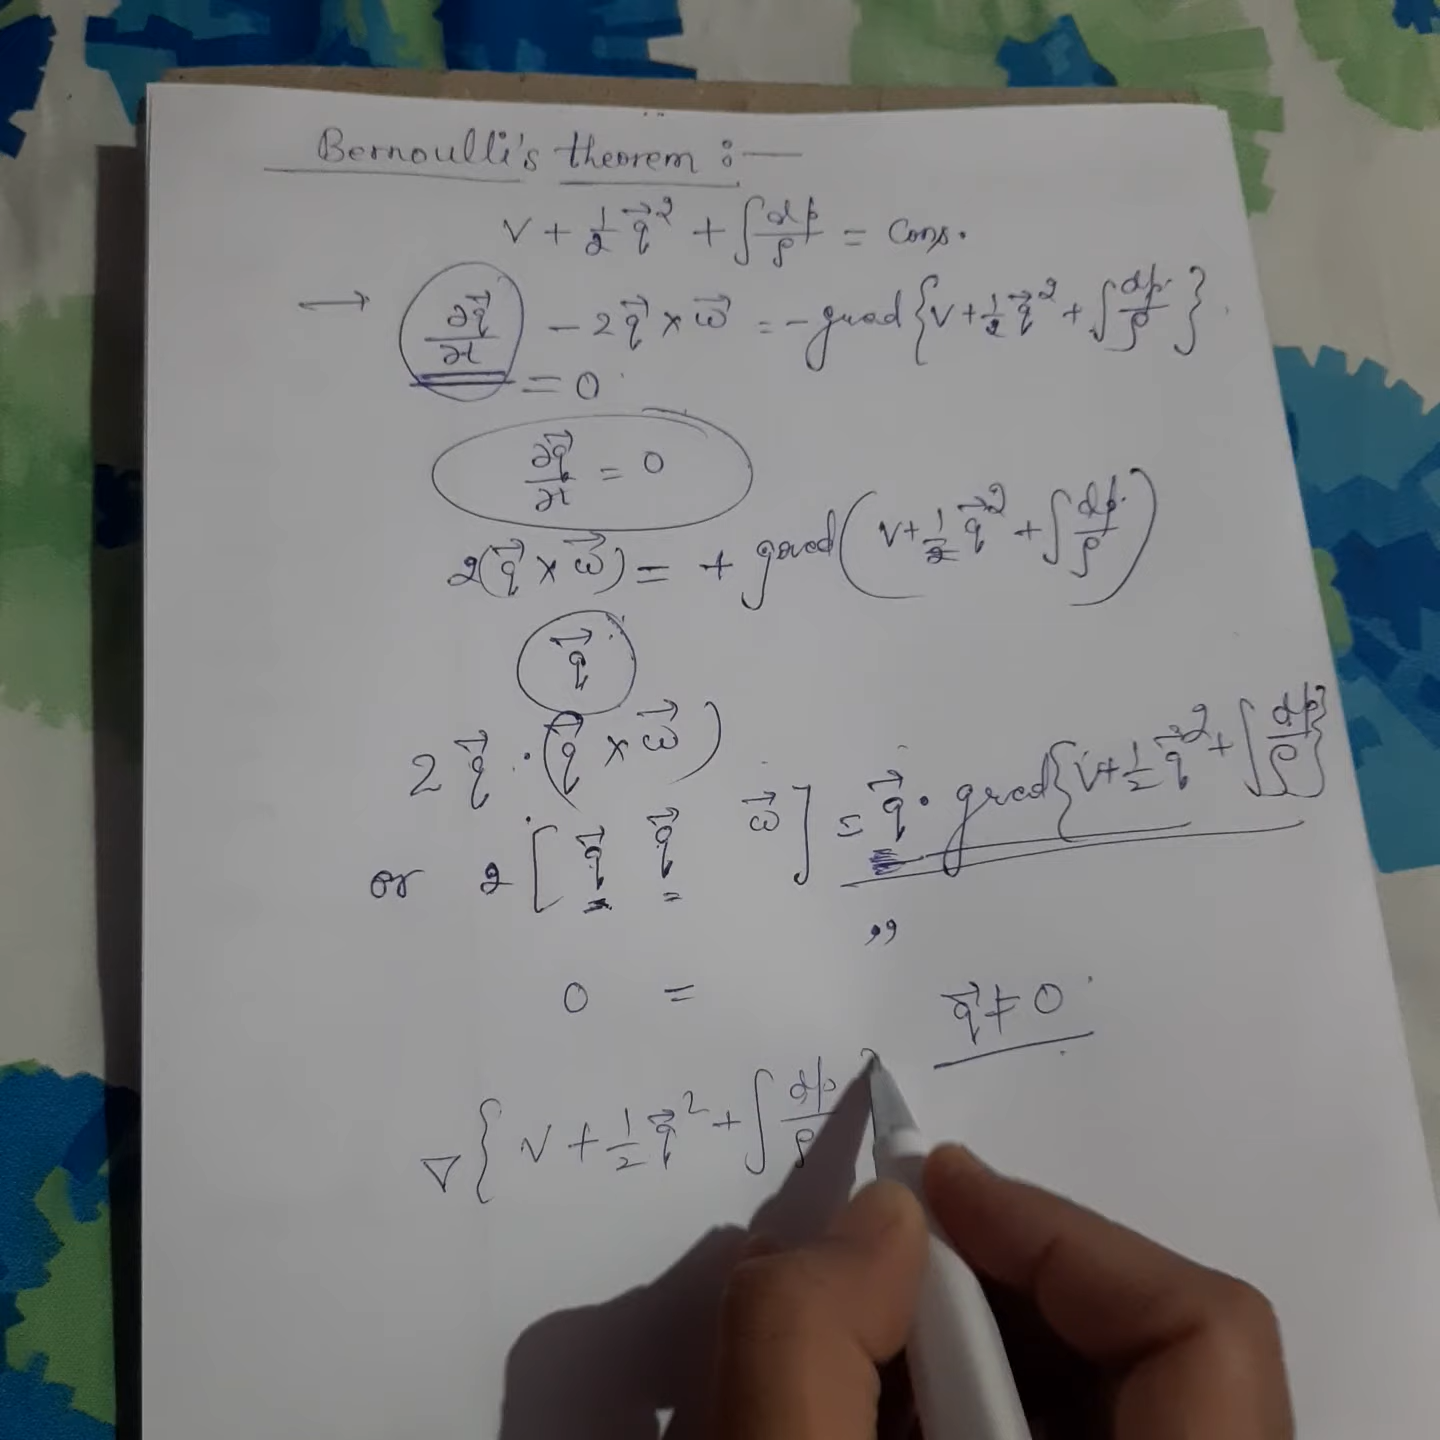 Bernoulli's theorem :—
V + 1/2 q⃗² + ∫ dp/ρ = Cons.
→ ∂q⃗/∂t − 2q⃗ × ω⃗ = − grad { V + 1/2 q⃗² + ∫ dp/ρ }
= 0
∂q⃗/∂t = 0
2(q⃗ × ω⃗) = + grad ( V + 1/2 q⃗² + ∫ dp/ρ )
q⃗
2 q⃗ · (q⃗ × ω⃗)
or 2 [ q⃗ q⃗ ω⃗ ] = q⃗ · grad { V + 1/2 q⃗² + ∫ dp/ρ }
,,
0 =
q⃗ ≠ 0
∇ { V + 1/2 q⃗² + ∫ dp/ρ